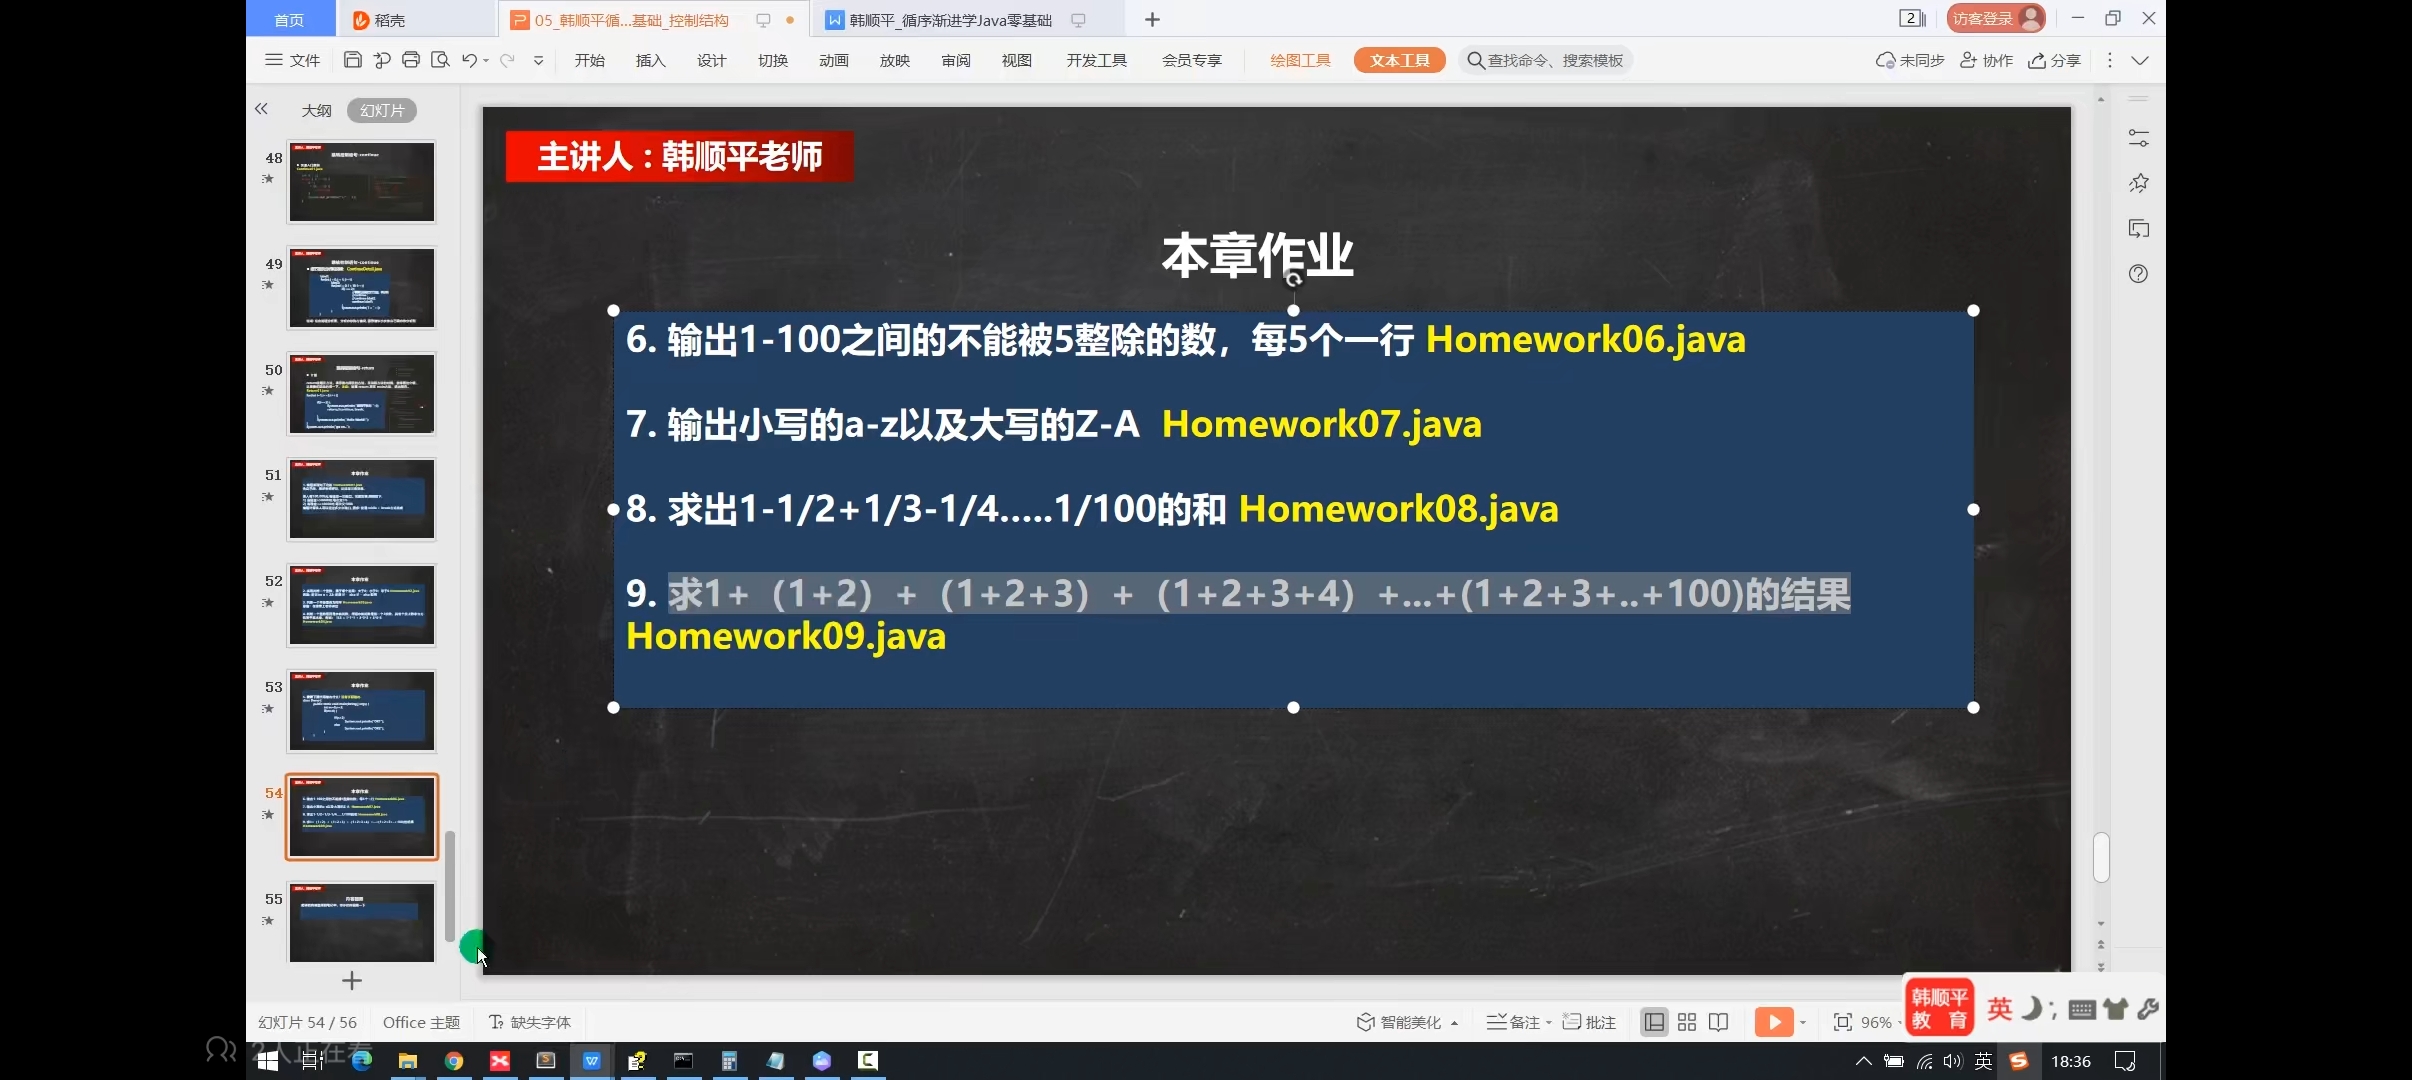 首页
稻壳
05_韩顺平循...基础_控制结构
韩顺平_循序渐进学Java零基础
2
访客登录
文件
开始
插入
设计
切换
动画
放映
审阅
视图
开发工具
会员专享
绘图工具
文本工具
查找命令、搜索模板
未同步
协作
分享
大纲
幻灯片
48
49
50
51
52
53
54
55
主讲人：韩顺平老师
本章作业
6. 输出1-100之间的不能被5整除的数，每5个一行 Homework06.java
7. 输出小写的a-z以及大写的Z-A Homework07.java
8. 求出1-1/2+1/3-1/4.....1/100的和 Homework08.java
9. 求1+（1+2）+（1+2+3）+（1+2+3+4）+...+(1+2+3+..+100)的结果
Homework09.java
韩顺平
教 育
英
幻灯片 54 / 56
Office 主题
缺失字体
智能美化
备注
批注
96%
2人正在看
英
18:36